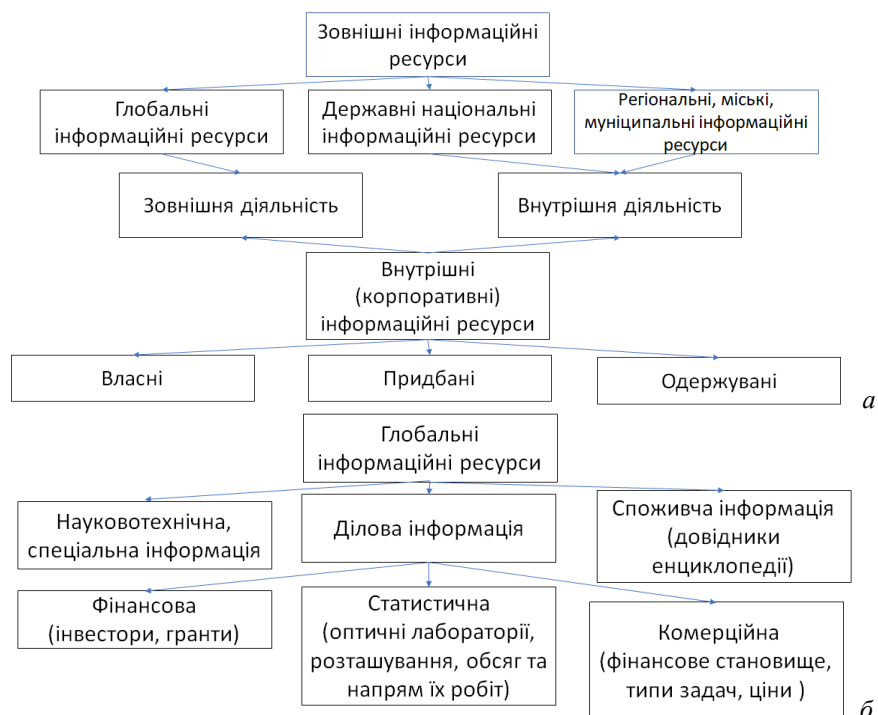 Зовнішні інформаційні
ресурси
Глобальні
інформаційні ресурси
Державні національні
інформаційні ресурси
Регіональні, міські,
муніципальні інформаційні
ресурси
Зовнішня діяльність
Внутрішня діяльність
Внутрішні
(корпоративні)
інформаційні ресурси
Власні
Придбані
Одержувані
а
Глобальні
інформаційні ресурси
Науковотехнічна,
спеціальна інформація
Ділова інформація
Споживча інформація
(довідники
енциклопедії)
Фінансова
(інвестори, гранти)
Статистична
(оптичні лабораторії,
розташування, обсяг та
напрям їх робіт)
Комерційна
(фінансове становище,
типи задач, ціни )
б